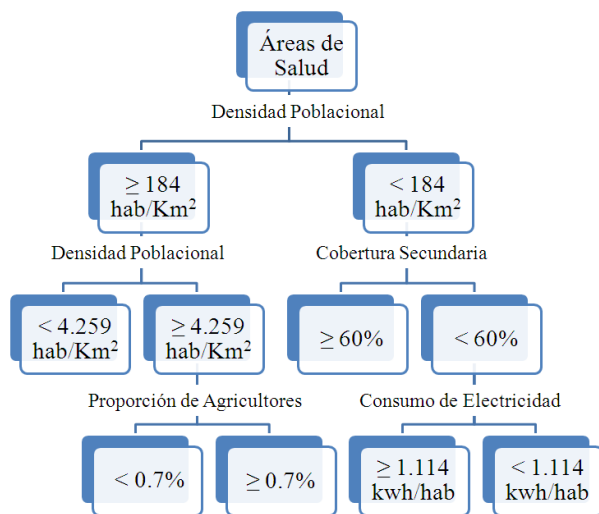 Áreas de
Salud
Densidad Poblacional
≥ 184
hab/Km²
< 184
hab/Km²
Densidad Poblacional
Cobertura Secundaria
< 4.259
hab/Km²
≥ 4.259
hab/Km²
≥ 60%
< 60%
Proporción de Agricultores
Consumo de Electricidad
< 0.7%
≥ 0.7%
≥ 1.114
kwh/hab
< 1.114
kwh/hab